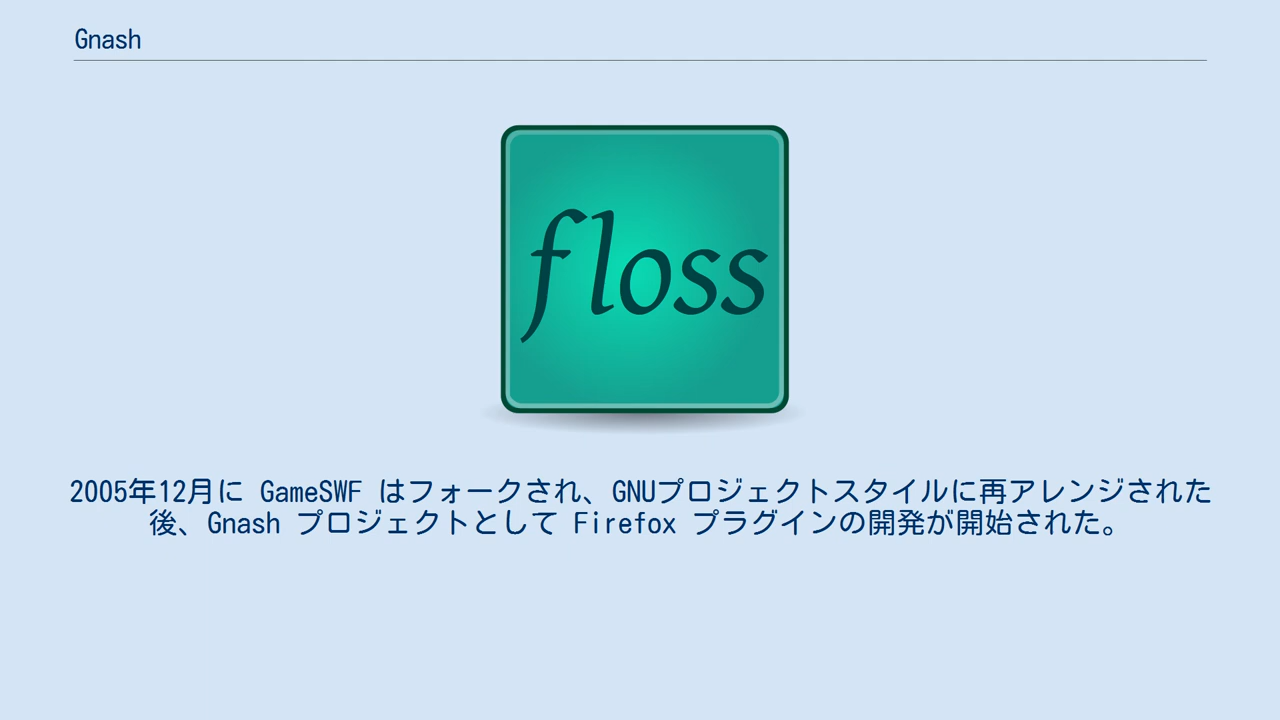 Gnash
floss
2005年12月に GameSWF はフォークされ、GNUプロジェクトスタイルに再アレンジされた
後、Gnash プロジェクトとして Firefox プラグインの開発が開始された。